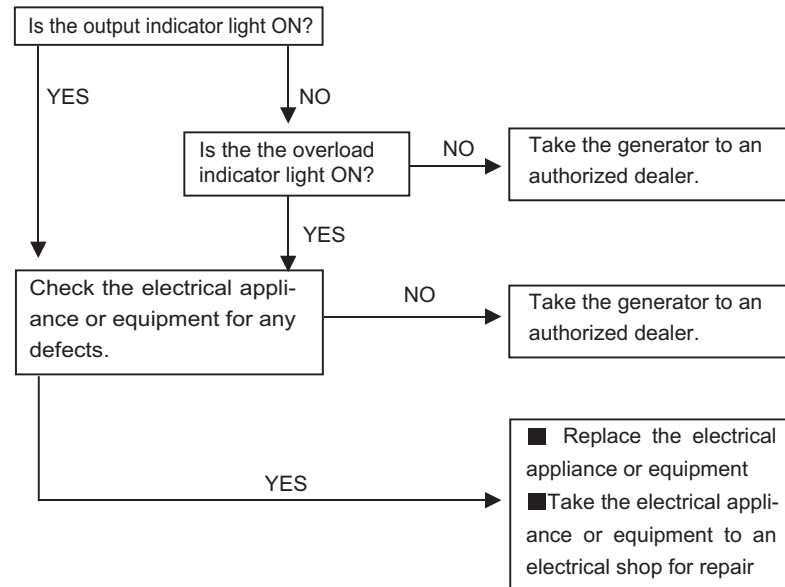 Is the output indicator light ON?
YES
NO
Is the the overload
indicator light ON?
NO
Take the generator to an
authorized dealer.
YES
Check the electrical appli-
ance or equipment for any
defects.
NO
Take the generator to an
authorized dealer.
YES
■ Replace the electrical
appliance or equipment
■Take the electrical appli-
ance or equipment to an
electrical shop for repair